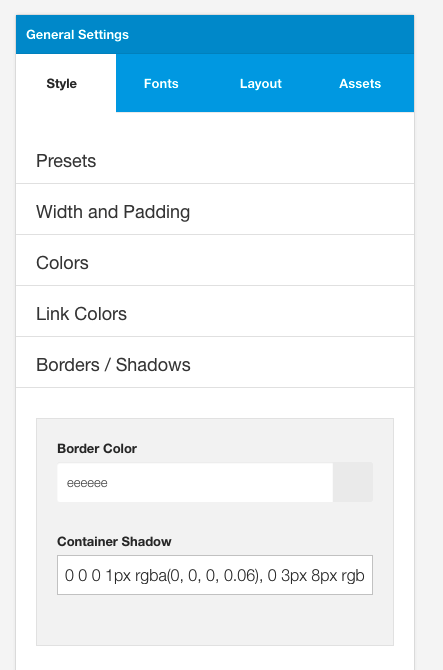 General Settings
Style Fonts Layout Assets
Presets
Width and Padding
Colors
Link Colors
Borders / Shadows
Border Color
eeeeee
Container Shadow
0 0 0 1px rgba(0, 0, 0, 0.06), 0 3px 8px rgb